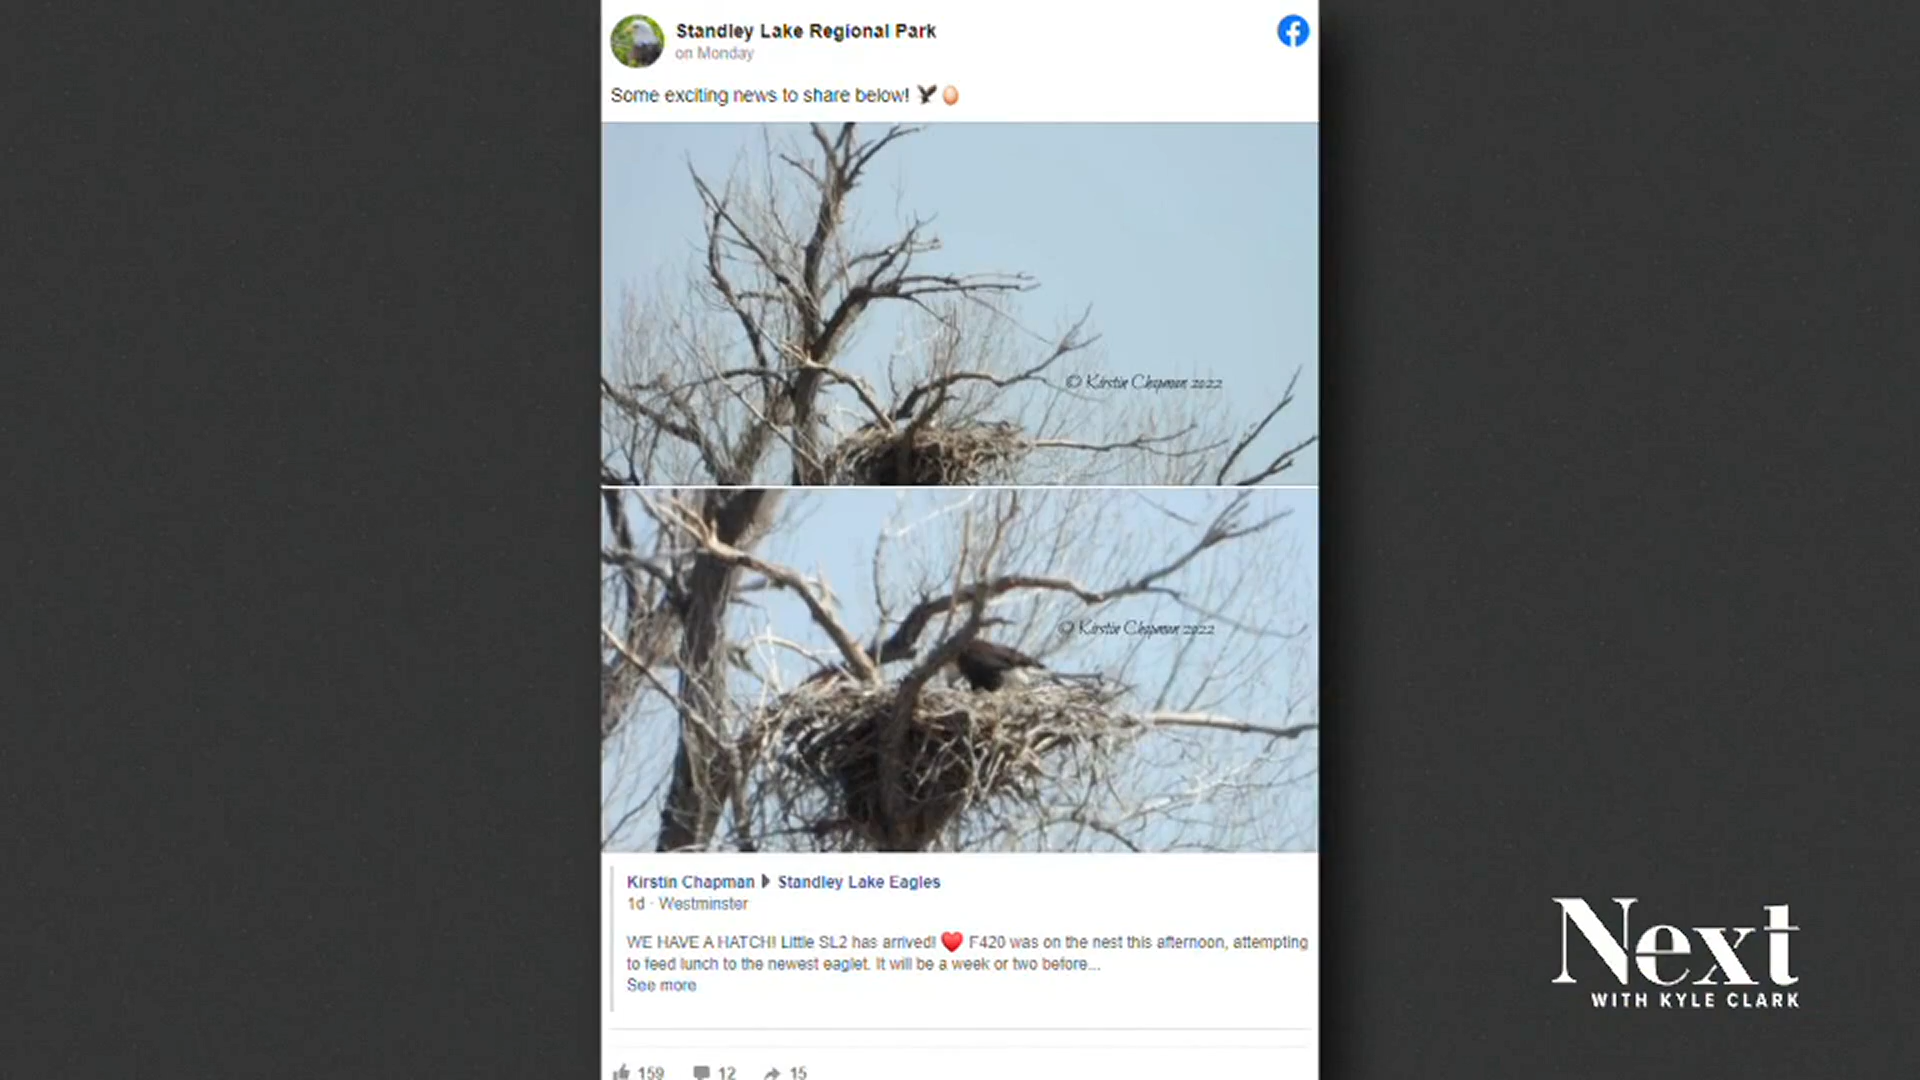 Standley Lake Regional Park
on Monday
Some exciting news to share below!
© Kirstin Chapman 2022
© Kirstin Chapman 2022
Kirstin Chapman ▶ Standley Lake Eagles
1d · Westminster
WE HAVE A HATCH! Little SL2 has arrived! ❤️ F420 was on the nest this afternoon, attempting
to feed lunch to the newest eaglet. It will be a week or two before...
See more
159 12 15
Next
WITH KYLE CLARK